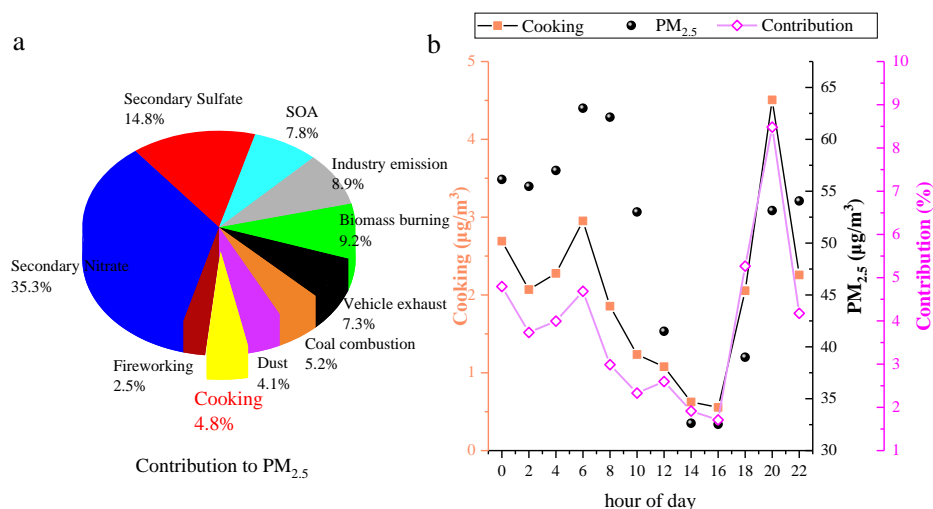 a
Secondary Sulfate
14.8%
SOA
7.8%
Industry emission
8.9%
Biomass burning
9.2%
Secondary Nitrate
35.3%
Vehicle exhaust
7.3%
Coal combustion
5.2%
Fireworking
2.5%
Dust
4.1%
Cooking
4.8%
Contribution to PM2.5
b
Cooking PM2.5 Contribution
Cooking (μg/m³)
5
4
3
2
1
0
PM2.5 (μg/m³)
65
60
55
50
45
40
35
30
Contribution (%)
10
9
8
7
6
5
4
3
2
1
0 2 4 6 8 10 12 14 16 18 20 22
hour of day